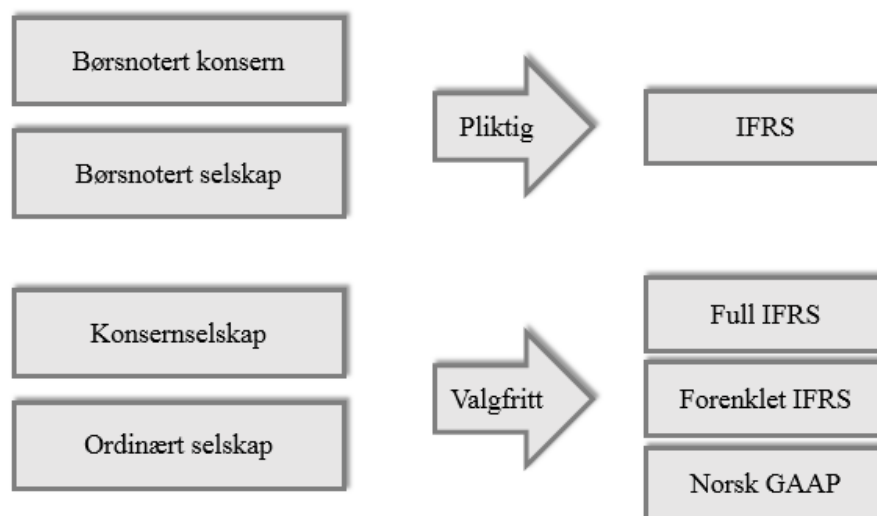 Børsnotert konsern
Børsnotert selskap
Pliktig
IFRS
Konsernselskap
Ordinært selskap
Valgfritt
Full IFRS
Forenklet IFRS
Norsk GAAP